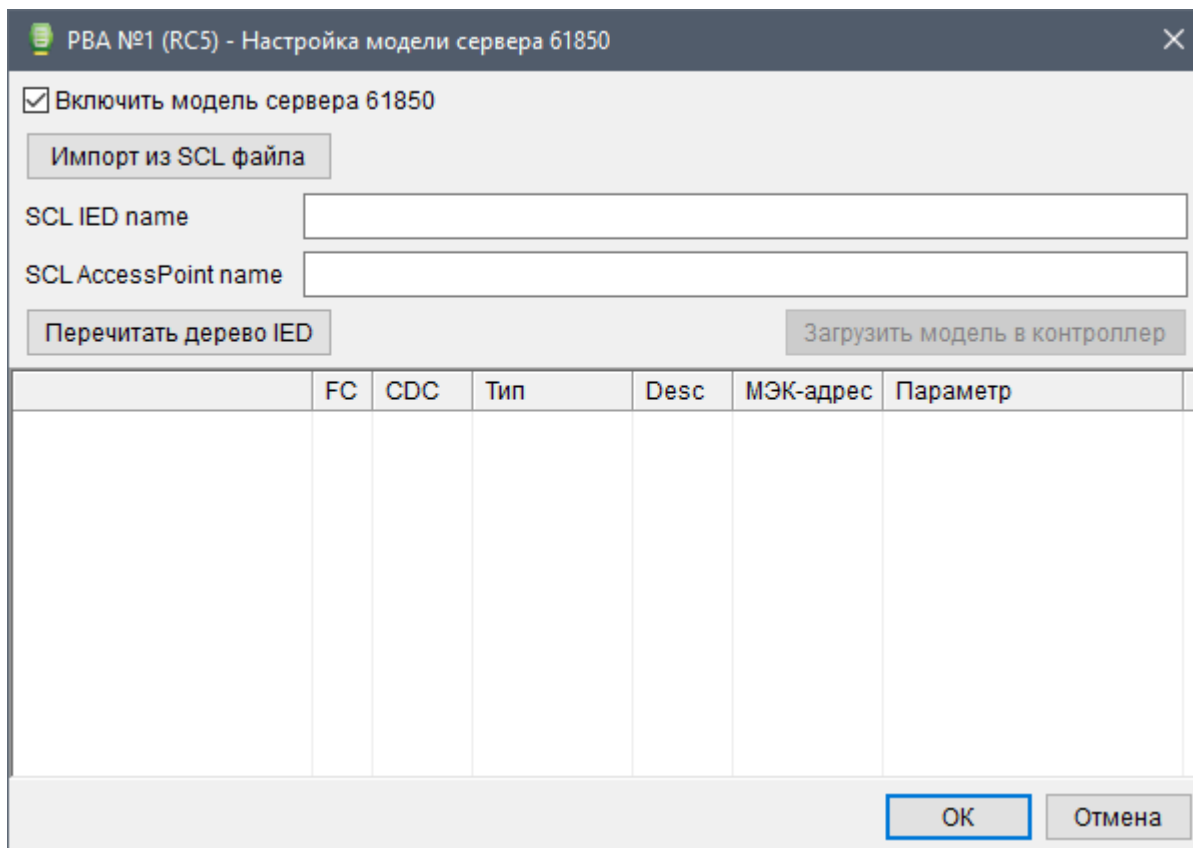 РВА №1 (RC5) - Настройка модели сервера 61850
Включить модель сервера 61850
Импорт из SCL файла
SCL IED name
SCL AccessPoint name
Перечитать дерево IED
Загрузить модель в контроллер
FC CDC Тип Desc МЭК-адрес Параметр
ОК Отмена